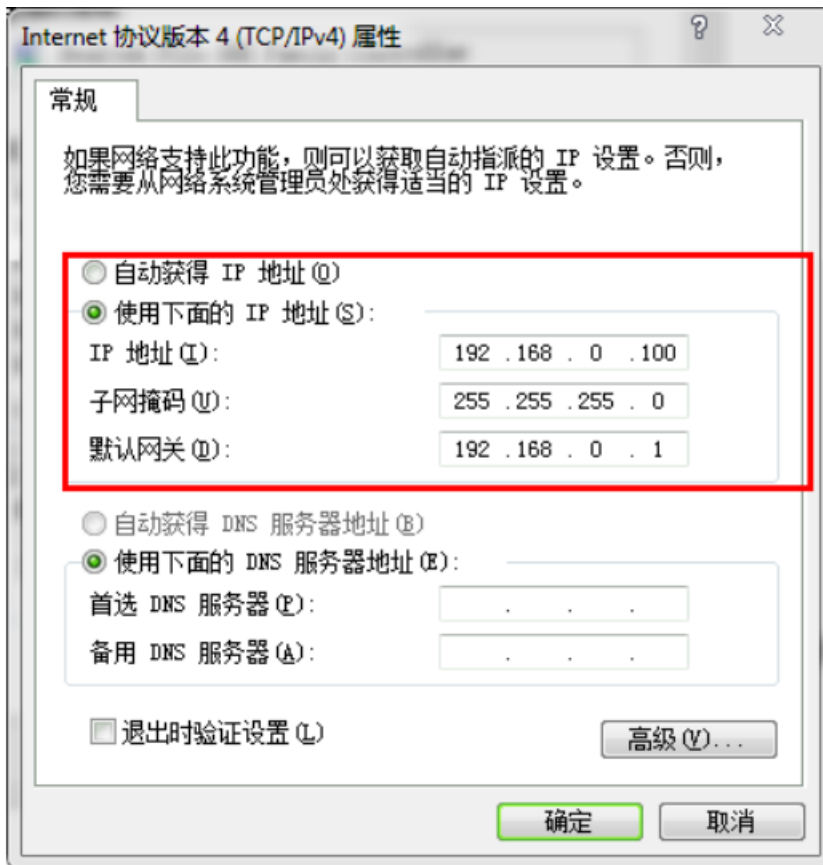 Internet 协议版本 4 (TCP/IPv4) 属性
常规
如果网络支持此功能，则可以获取自动指派的 IP 设置。否则，
您需要从网络系统管理员处获得适当的 IP 设置。
自动获得 IP 地址(O)
使用下面的 IP 地址(S):
IP 地址(I): 192 .168 . 0 .100
子网掩码(U): 255 .255 .255 . 0
默认网关(D): 192 .168 . 0 . 1
自动获得 DNS 服务器地址(B)
使用下面的 DNS 服务器地址(E):
首选 DNS 服务器(P): . . .
备用 DNS 服务器(A): . . .
退出时验证设置(L)
高级(V)...
确定 取消